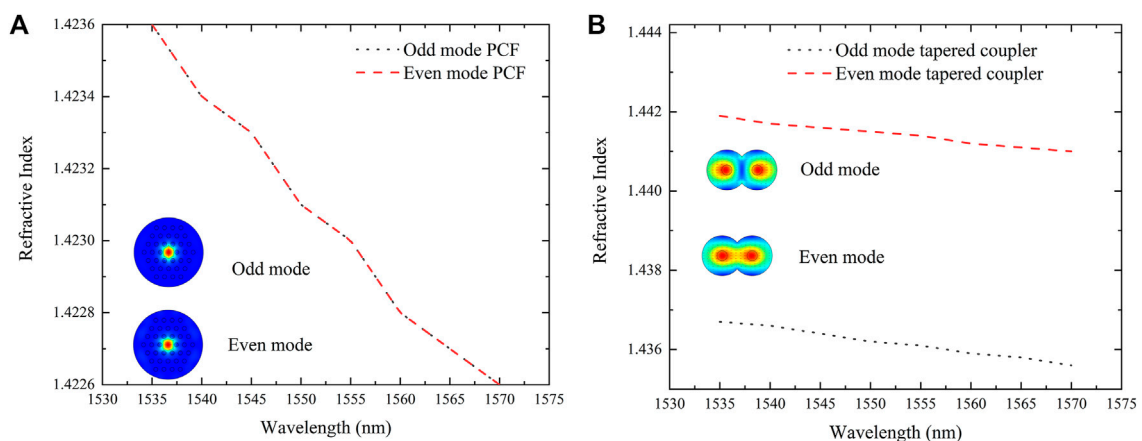 A
1.4236
1.4234
1.4232
1.4230
1.4228
1.4226
Refractive Index
Odd mode PCF
Even mode PCF
Odd mode
Even mode
1530 1535 1540 1545 1550 1555 1560 1565 1570 1575
Wavelength (nm)
B
1.444
1.442
1.440
1.438
1.436
Refractive Index
Odd mode tapered coupler
Even mode tapered coupler
Odd mode
Even mode
1530 1535 1540 1545 1550 1555 1560 1565 1570 1575
Wavelength (nm)